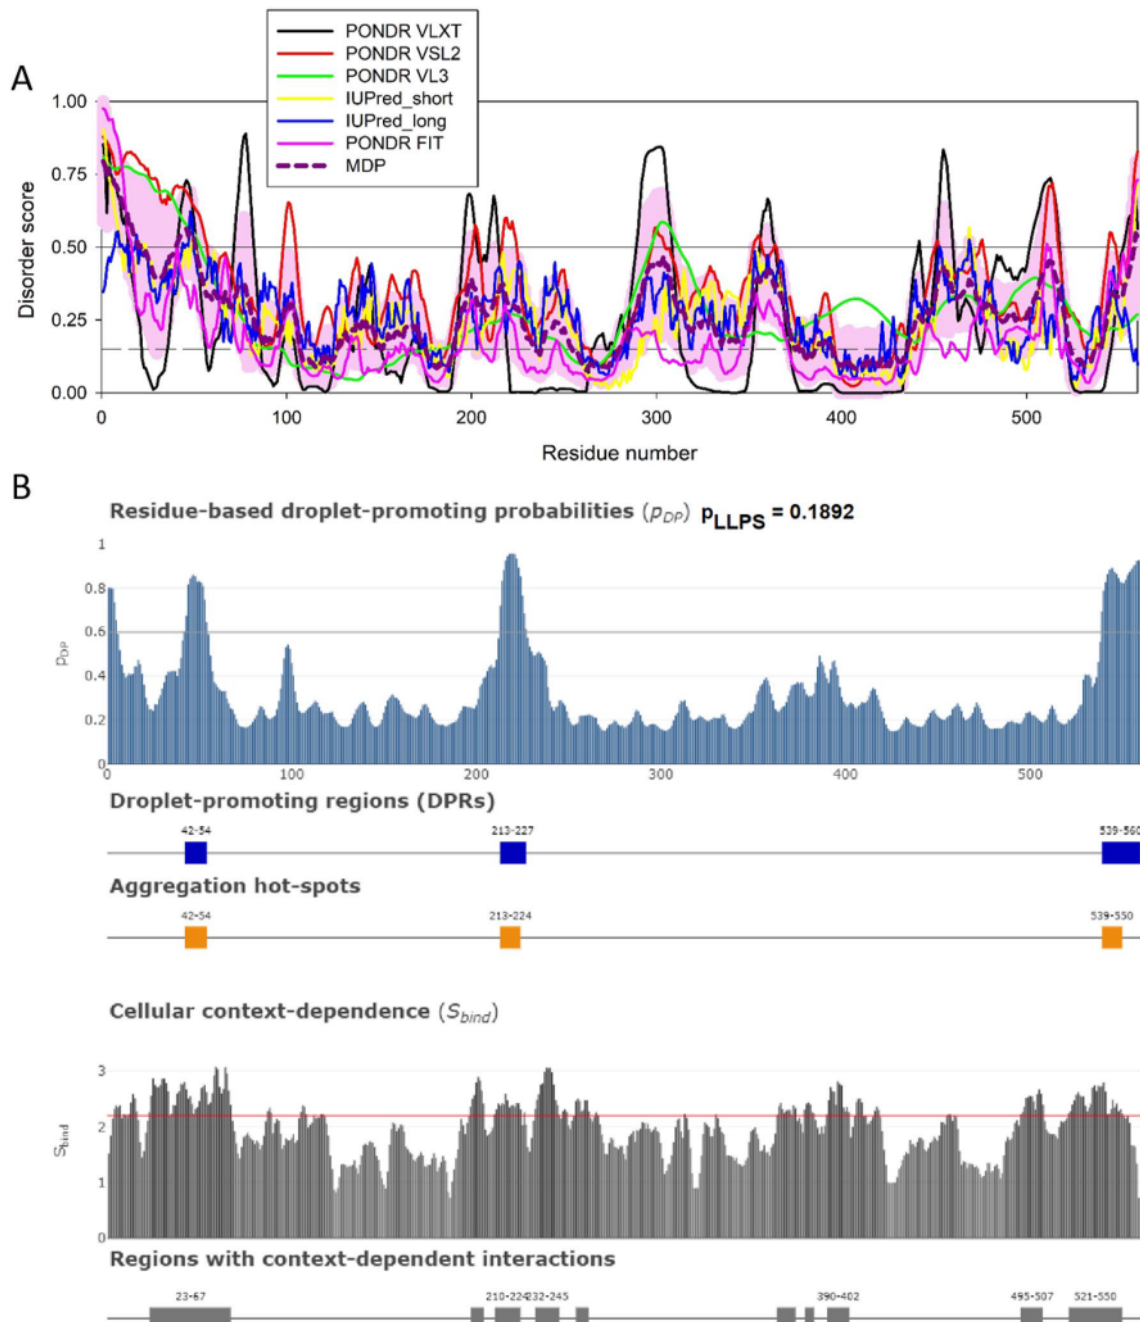 A
PONDR VLXT
PONDR VSL2
PONDR VL3
IUPred_short
IUPred_long
PONDR FIT
MDP
1.00
0.75
0.50
0.25
0.00
Disorder score
0 100 200 300 400 500
Residue number
B
Residue-based droplet-promoting probabilities (pDP) pLLPS = 0.1892
1
0.8
0.6
0.4
0.2
0
pDP
0 100 200 300 400 500
Droplet-promoting regions (DPRs)
42-54 213-227 539-560
Aggregation hot-spots
42-54 213-224 539-550
Cellular context-dependence (Sbind)
3
2
1
0
Sbind
Regions with context-dependent interactions
23-67 210-224 232-245 390-402 495-507 521-550